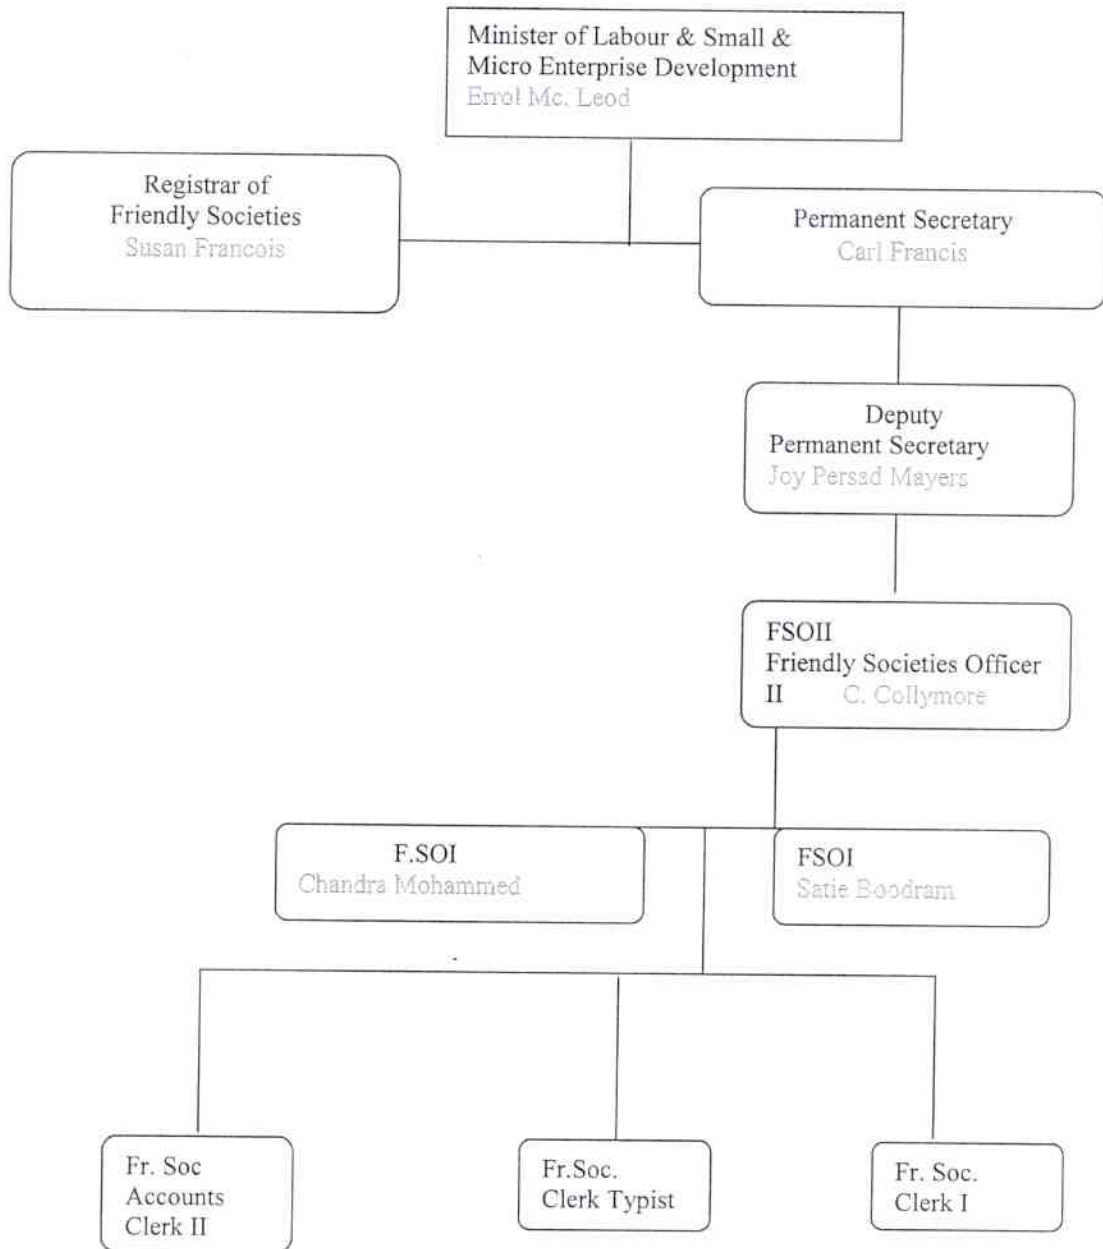 Minister of Labour & Small &
Micro Enterprise Development
Errol Mc. Leod
Registrar of
Friendly Societies
Susan Francois
Permanent Secretary
Carl Francis
Deputy
Permanent Secretary
Joy Persad Mayers
FSOII
Friendly Societies Officer
II C. Collymore
F.SOI
Chandra Mohammed
FSOI
Satie Boodram
Fr. Soc
Accounts
Clerk II
Fr.Soc.
Clerk Typist
Fr. Soc.
Clerk I